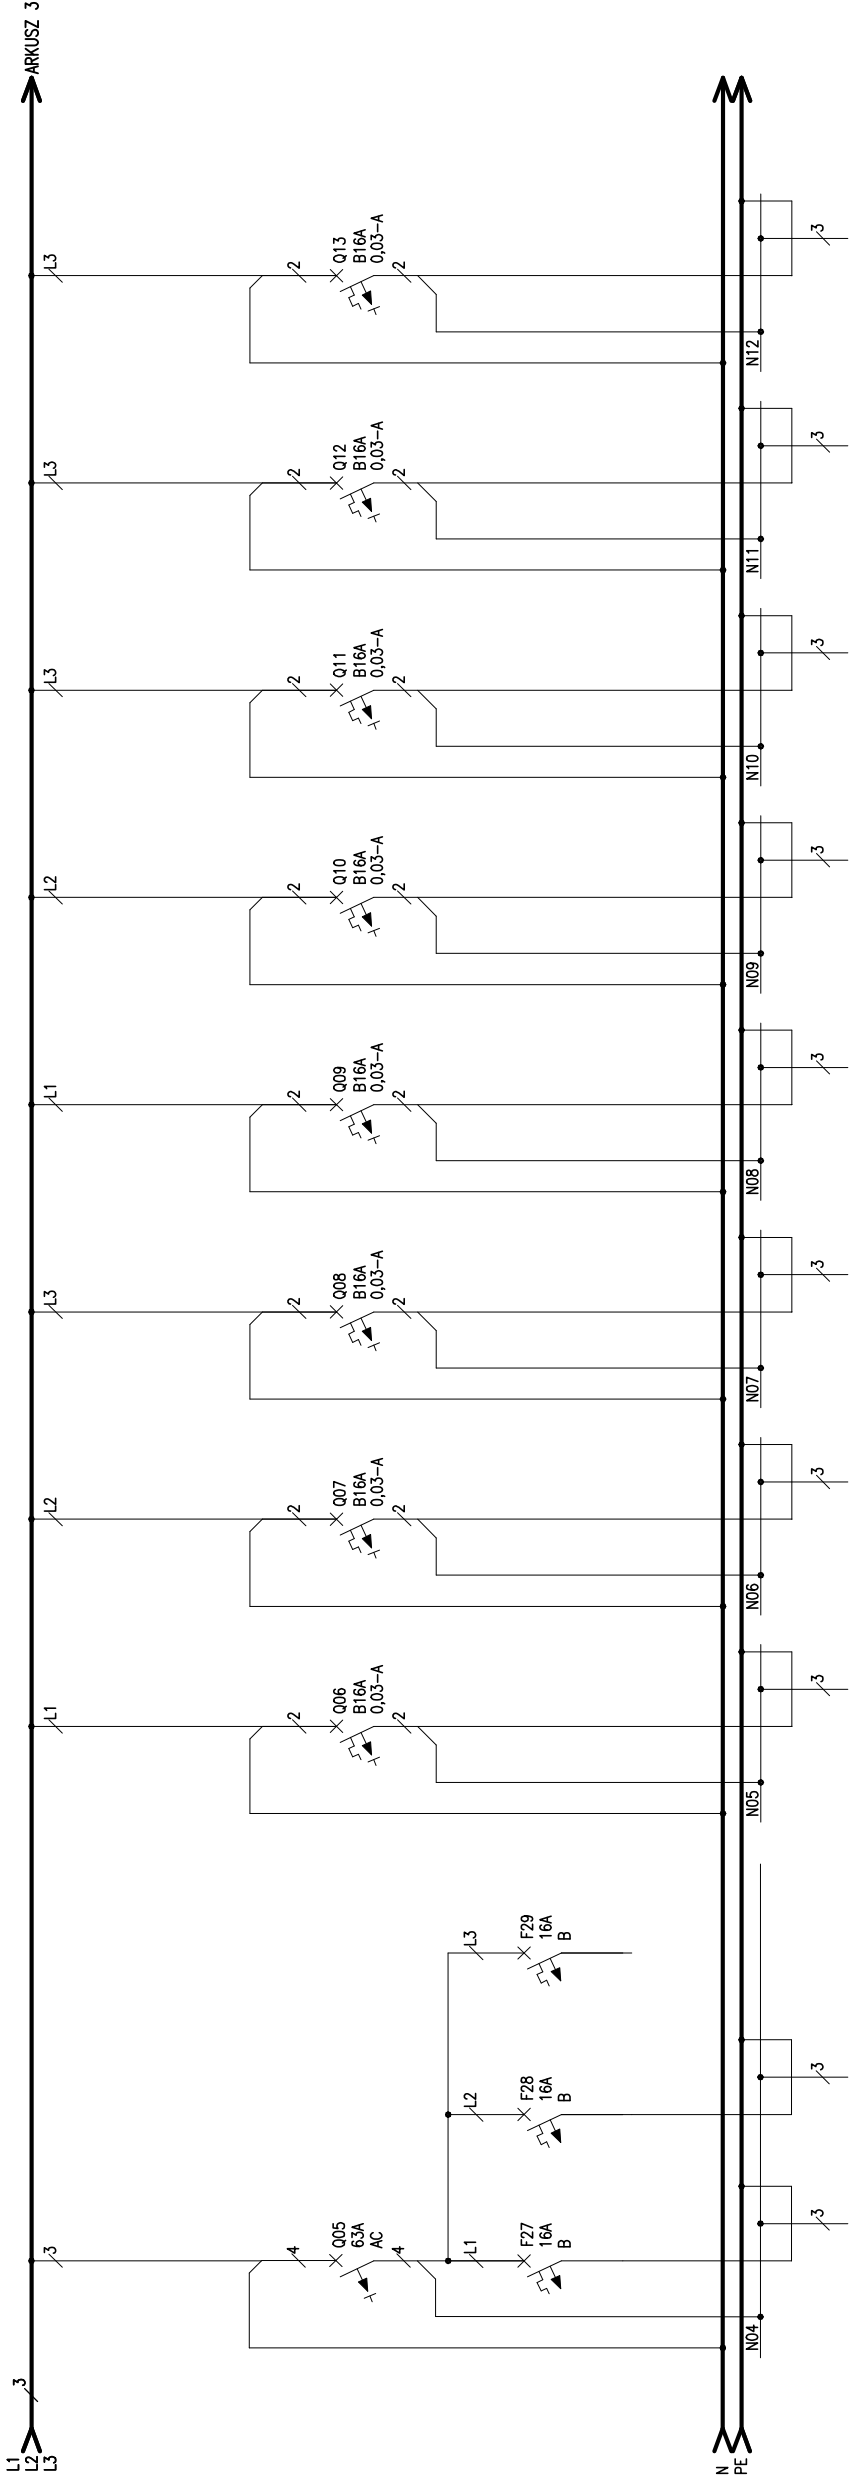 L1
L2
L3
3
3
4
Q05
63A
AC
4
L1
F27
16A
B
L2
F28
16A
B
L3
F29
16A
B
N04
3
3
L1
2
Q06
B16A
0,03-A
2
N05
3
L2
2
Q07
B16A
0,03-A
2
N06
3
L3
2
Q08
B16A
0,03-A
2
N07
3
L1
2
Q09
B16A
0,03-A
2
N08
3
L2
2
Q10
B16A
0,03-A
2
N09
3
L3
2
Q11
B16A
0,03-A
2
N10
3
L3
2
Q12
B16A
0,03-A
2
N11
3
L3
2
Q13
B16A
0,03-A
2
N12
3
ARKUSZ 3
N
PE